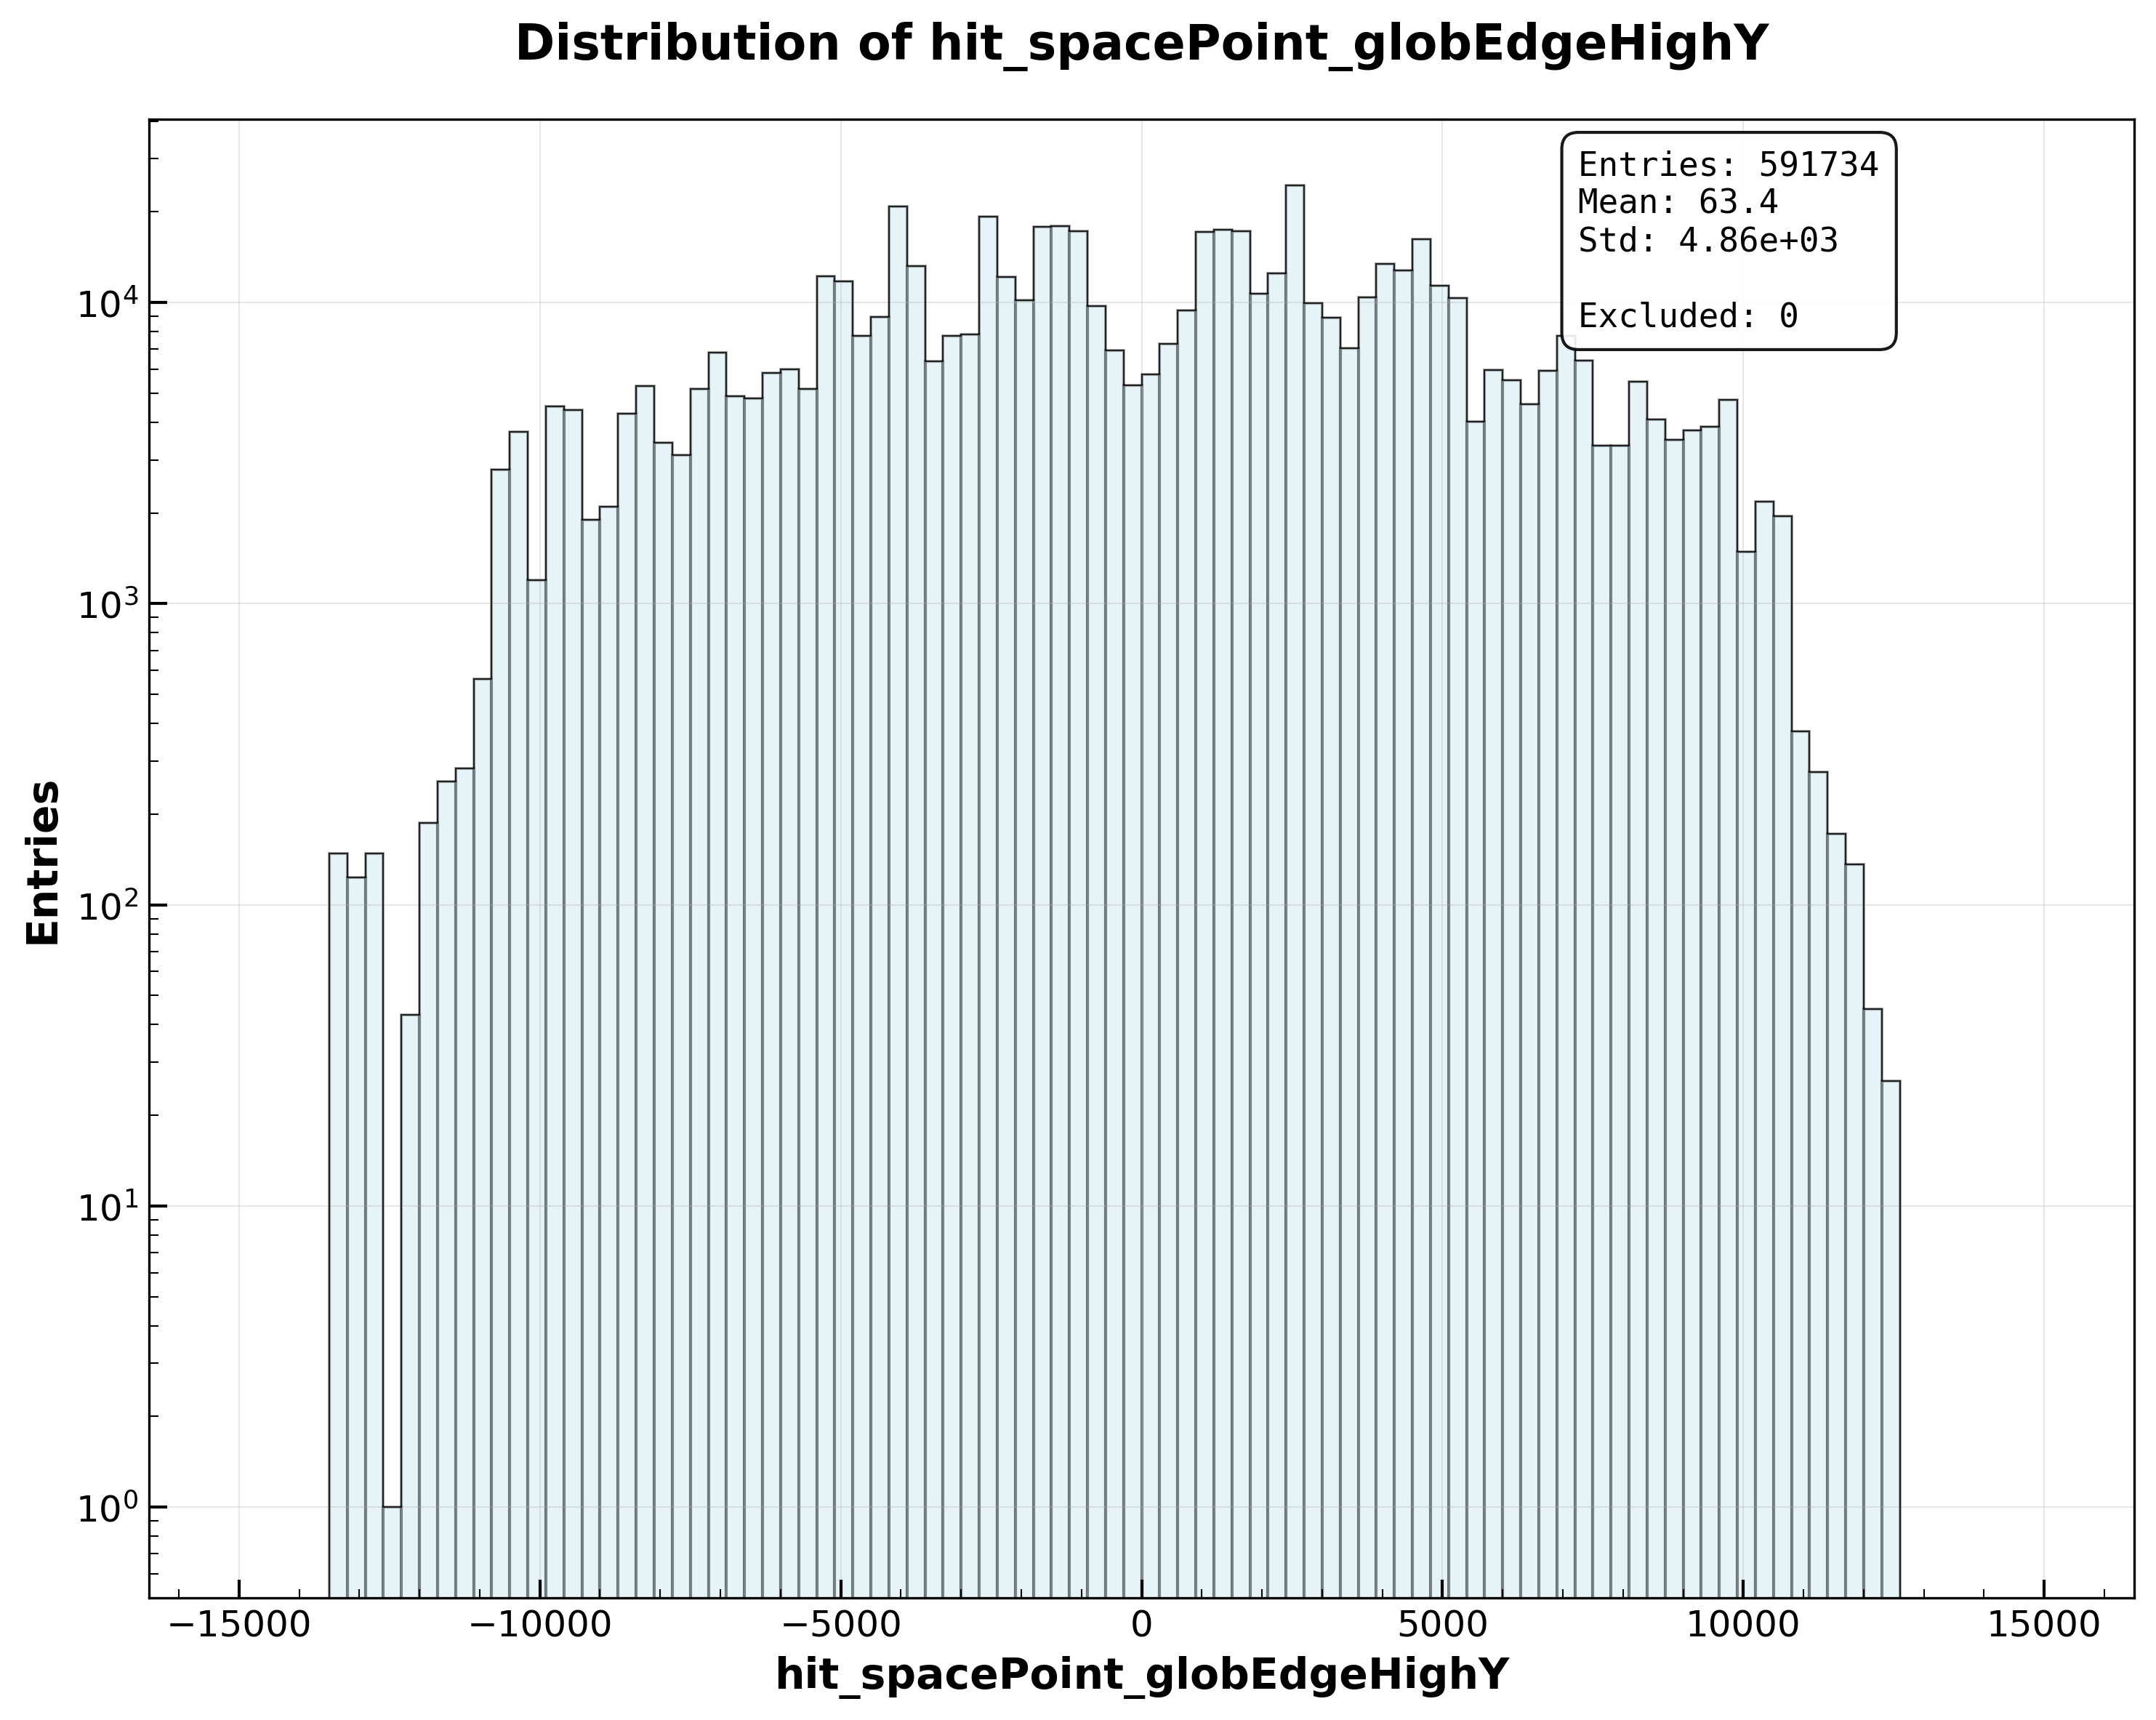 Distribution of hit_spacePoint_globEdgeHighY
Entries: 591734
Mean: 63.4
Std: 4.86e+03
Excluded: 0
10⁴
10³
10²
10¹
10⁰
Entries
−15000
−10000
−5000
0
5000
10000
15000
hit_spacePoint_globEdgeHighY